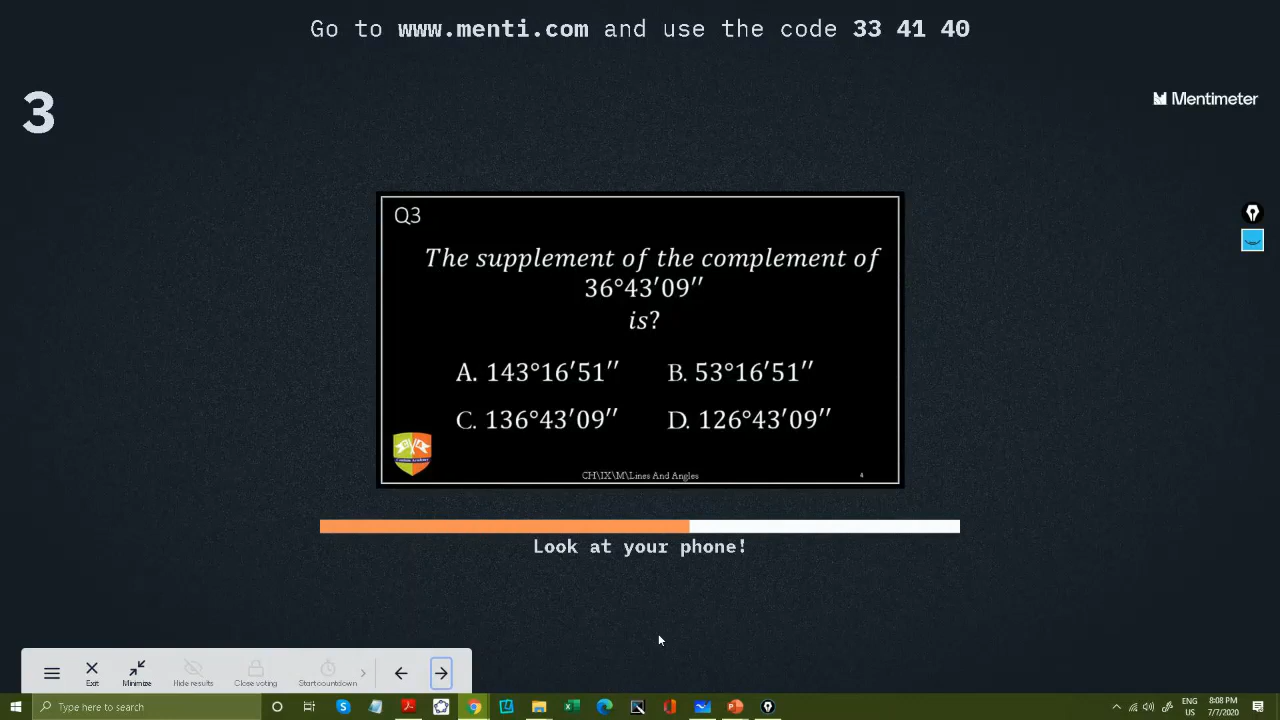 Go to www.menti.com and use the code 33 41 40
3
Mentimeter
Q3
The supplement of the complement of
36°43′09′′
is?
A. 143°16′51′′ B. 53°16′51′′
C. 136°43′09′′ D. 126°43′09′′
CH\IX\M\Lines And Angles 4
Look at your phone!
Exit Minimize Hide results Close voting Start countdown
Type here to search
ENG 8:08 PM
US 7/7/2020